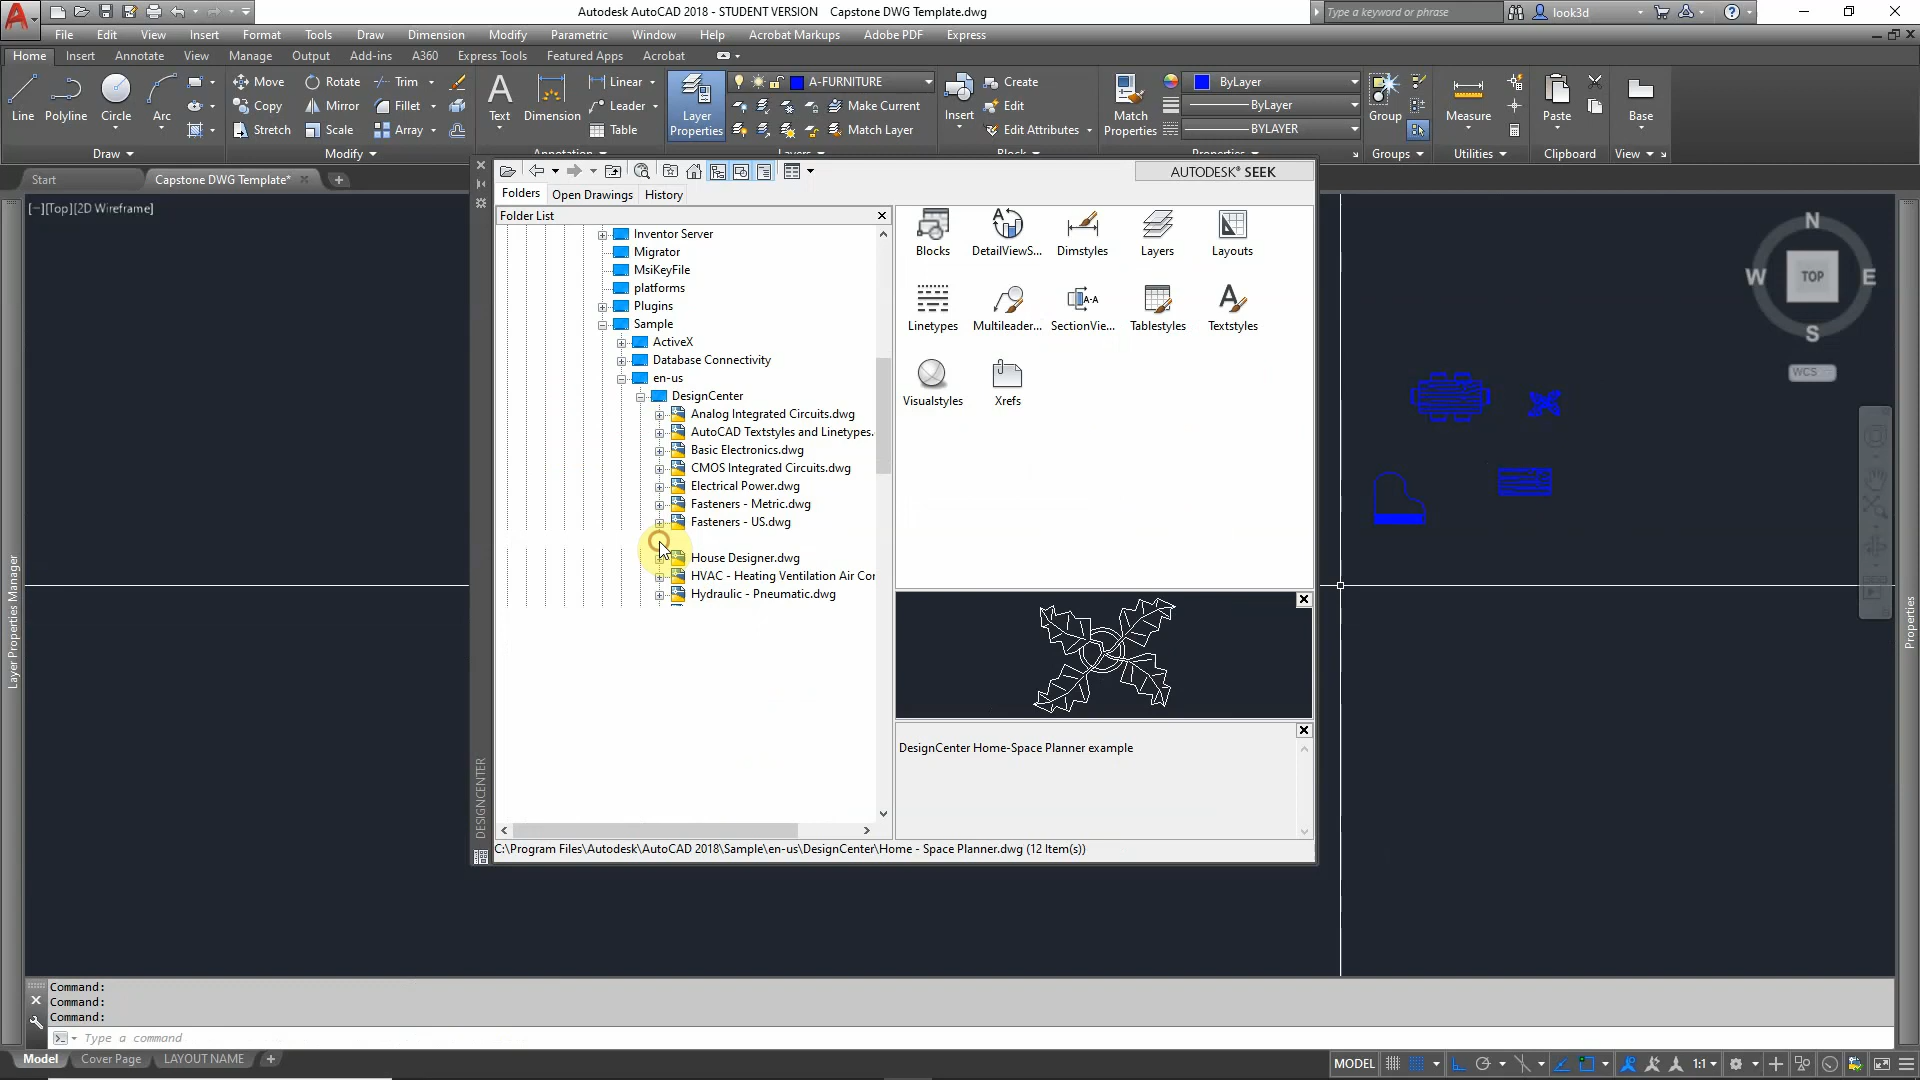 Autodesk AutoCAD 2018 - STUDENT VERSION Capstone DWG Template.dwg
Type a keyword or phrase
look3d
File Edit View Insert Format Tools Draw Dimension Modify Parametric Window Help Acrobat Markups Adobe PDF Express
Home Insert Annotate View Manage Output Add-ins A360 Express Tools Featured Apps Acrobat
Line Polyline Circle Arc
Move Rotate Trim
Copy Mirror Fillet
Stretch Scale Array
Text Dimension
Linear
Leader
Table
Layer Properties
A-FURNITURE
Make Current
Match Layer
Insert
Create
Edit
Edit Attributes
Match Properties
ByLayer
ByLayer
BYLAYER
Group Measure Paste Base
Draw Modify Groups Utilities Clipboard View
Start Capstone DWG Template*
[−][Top][2D Wireframe]
AUTODESK® SEEK
Folders Open Drawings History
Folder List
Inventor Server
Migrator
MsiKeyFile
platforms
Plugins
Sample
ActiveX
Database Connectivity
en-us
DesignCenter
Analog Integrated Circuits.dwg
AutoCAD Textstyles and Linetypes.
Basic Electronics.dwg
CMOS Integrated Circuits.dwg
Electrical Power.dwg
Fasteners - Metric.dwg
Fasteners - US.dwg
House Designer.dwg
HVAC - Heating Ventilation Air Cor
Hydraulic - Pneumatic.dwg
Blocks DetailViewS... Dimstyles Layers Layouts
Linetypes Multileader... SectionVie... Tablestyles Textstyles
Visualstyles Xrefs
DesignCenter Home-Space Planner example
C:\Program Files\Autodesk\AutoCAD 2018\Sample\en-us\DesignCenter\Home - Space Planner.dwg (12 Item(s))
DESIGNCENTER
Layer Properties Manager
Properties
N
W TOP E
S
WCS
Command:
Command:
Command:
Type a command
Model Cover Page LAYOUT NAME
MODEL 1:1